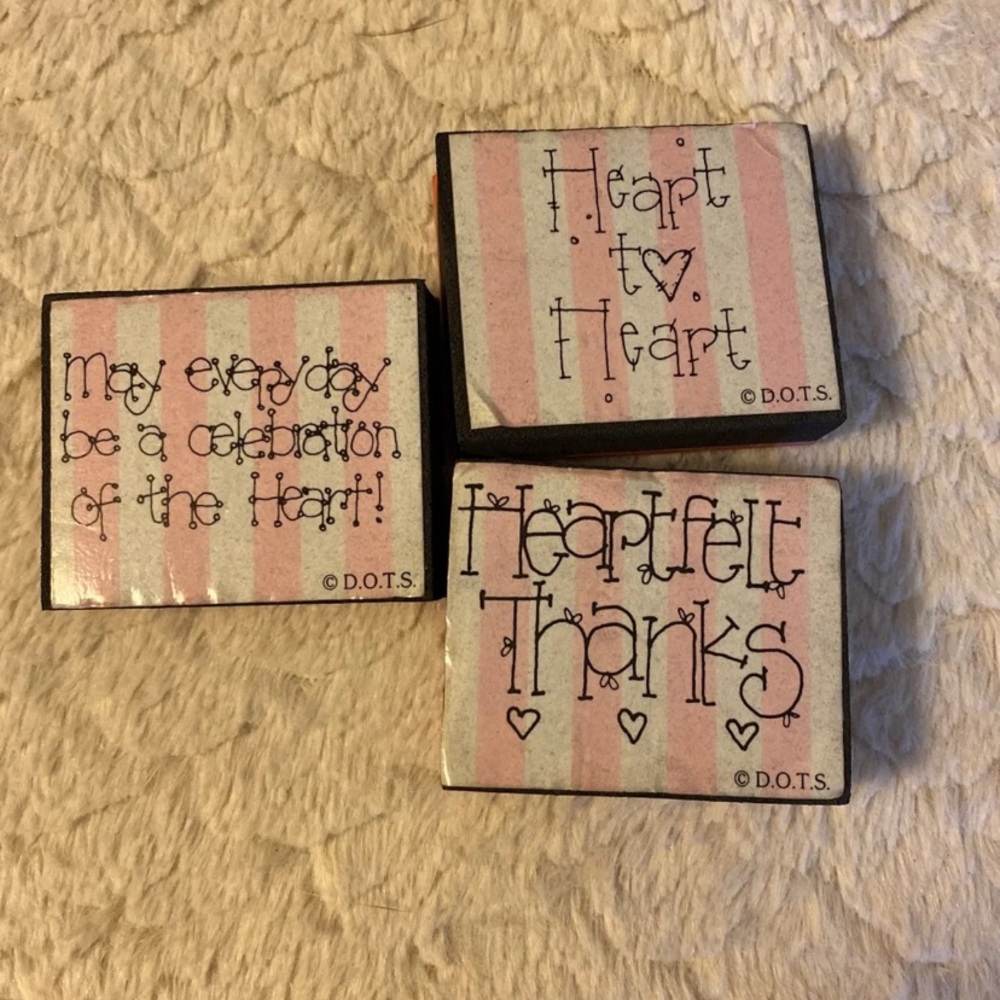 Heart
to
Heart
© D.O.T.S.
May everyday
be a celebration
of the Heart!
© D.O.T.S.
Heartfelt
Thanks
© D.O.T.S.